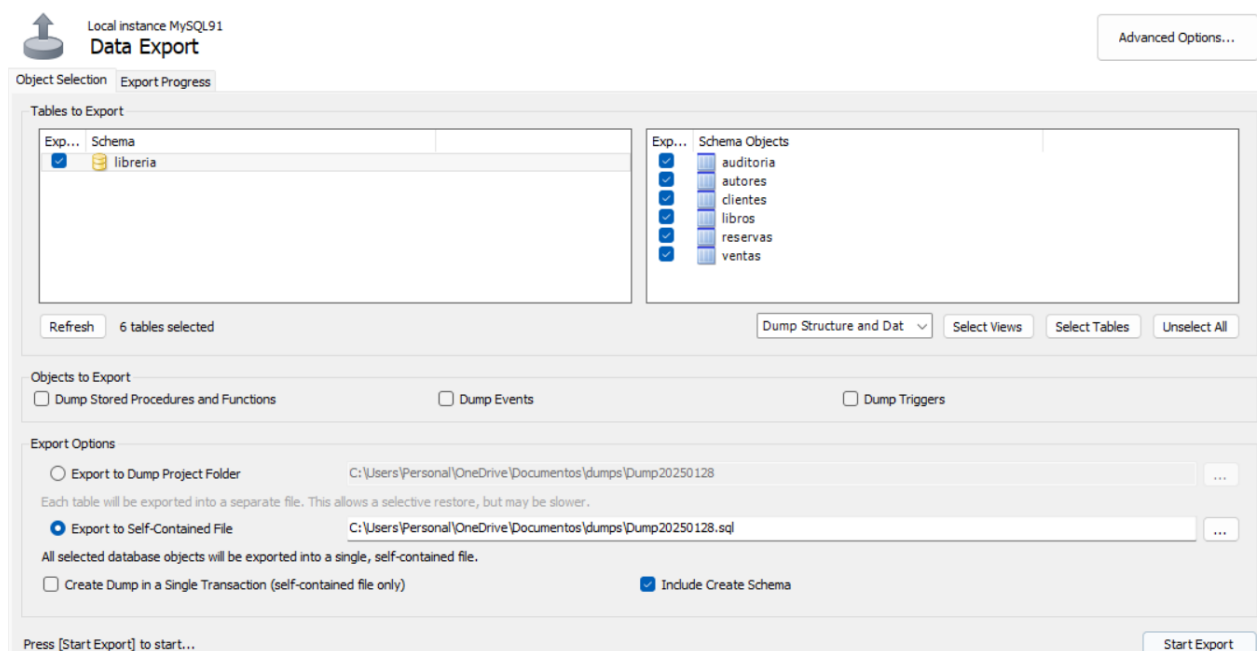 Local instance MySQL91
Data Export
Advanced Options...
Object Selection
Export Progress
Tables to Export
Exp... Schema
libreria
Exp... Schema Objects
auditoria
autores
clientes
libros
reservas
ventas
Refresh
6 tables selected
Dump Structure and Dat
Select Views
Select Tables
Unselect All
Objects to Export
Dump Stored Procedures and Functions
Dump Events
Dump Triggers
Export Options
Export to Dump Project Folder
C:\Users\Personal\OneDrive\Documentos\dumps\Dump20250128
...
Each table will be exported into a separate file. This allows a selective restore, but may be slower.
Export to Self-Contained File
C:\Users\Personal\OneDrive\Documentos\dumps\Dump20250128.sql
...
All selected database objects will be exported into a single, self-contained file.
Create Dump in a Single Transaction (self-contained file only)
Include Create Schema
Press [Start Export] to start...
Start Export